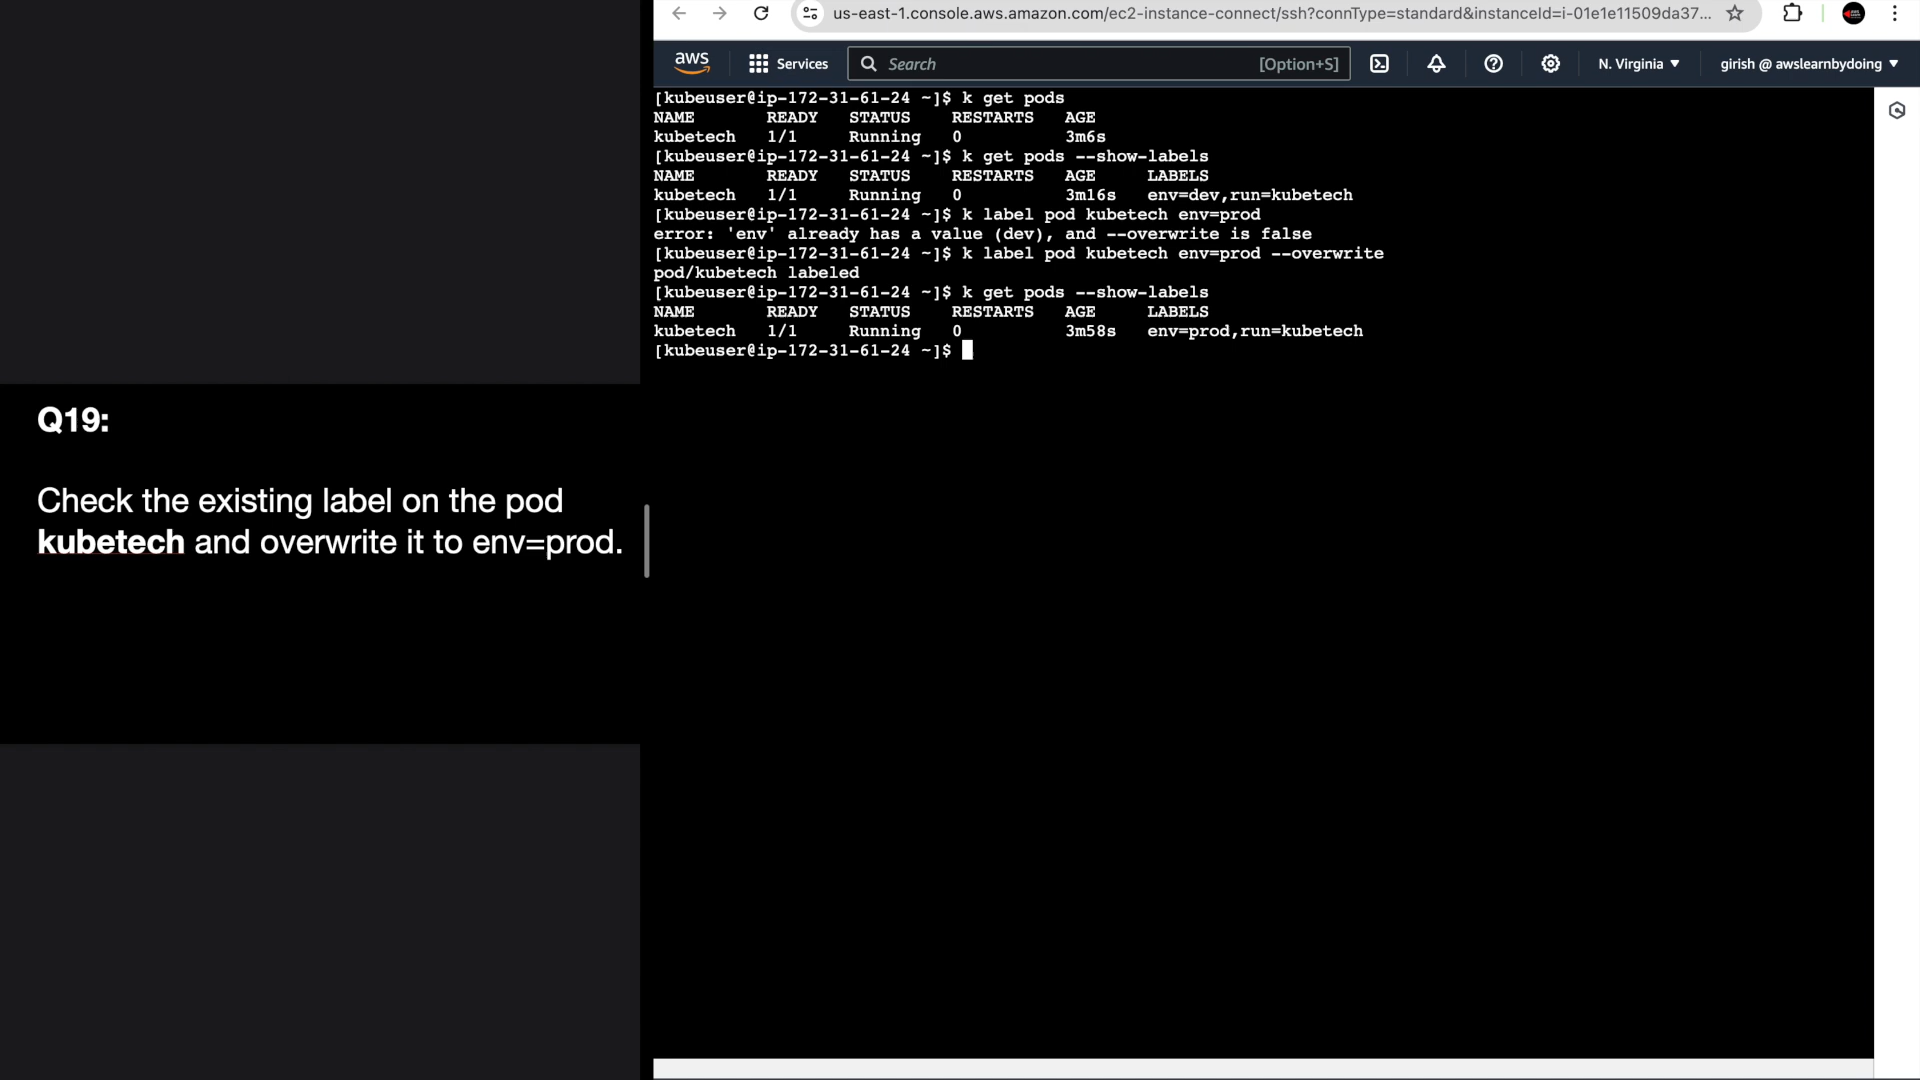 us-east-1.console.aws.amazon.com/ec2-instance-connect/ssh?connType=standard&instanceId=i-01e1e11509da37...
aws Services Search [Option+S] N. Virginia girish @ awslearnbydoing
[kubeuser@ip-172-31-61-24 ~]$ k get pods
NAME READY STATUS RESTARTS AGE
kubetech 1/1 Running 0 3m6s
[kubeuser@ip-172-31-61-24 ~]$ k get pods --show-labels
NAME READY STATUS RESTARTS AGE LABELS
kubetech 1/1 Running 0 3m16s env=dev,run=kubetech
[kubeuser@ip-172-31-61-24 ~]$ k label pod kubetech env=prod
error: 'env' already has a value (dev), and --overwrite is false
[kubeuser@ip-172-31-61-24 ~]$ k label pod kubetech env=prod --overwrite
pod/kubetech labeled
[kubeuser@ip-172-31-61-24 ~]$ k get pods --show-labels
NAME READY STATUS RESTARTS AGE LABELS
kubetech 1/1 Running 0 3m58s env=prod,run=kubetech
[kubeuser@ip-172-31-61-24 ~]$
Q19:
Check the existing label on the pod
kubetech and overwrite it to env=prod.